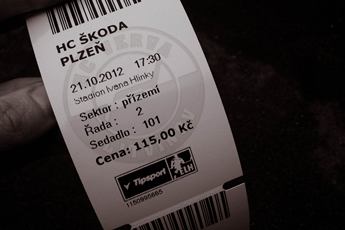 HC ŠKODA
PLZEŇ
21.10.2012 17:30
Stadion Ivana Hlinky
Sektor : přízemí
Řada : 2
Sedadlo : 101
Cena: 115,00 Kč
Tipsport ELH
1150995665